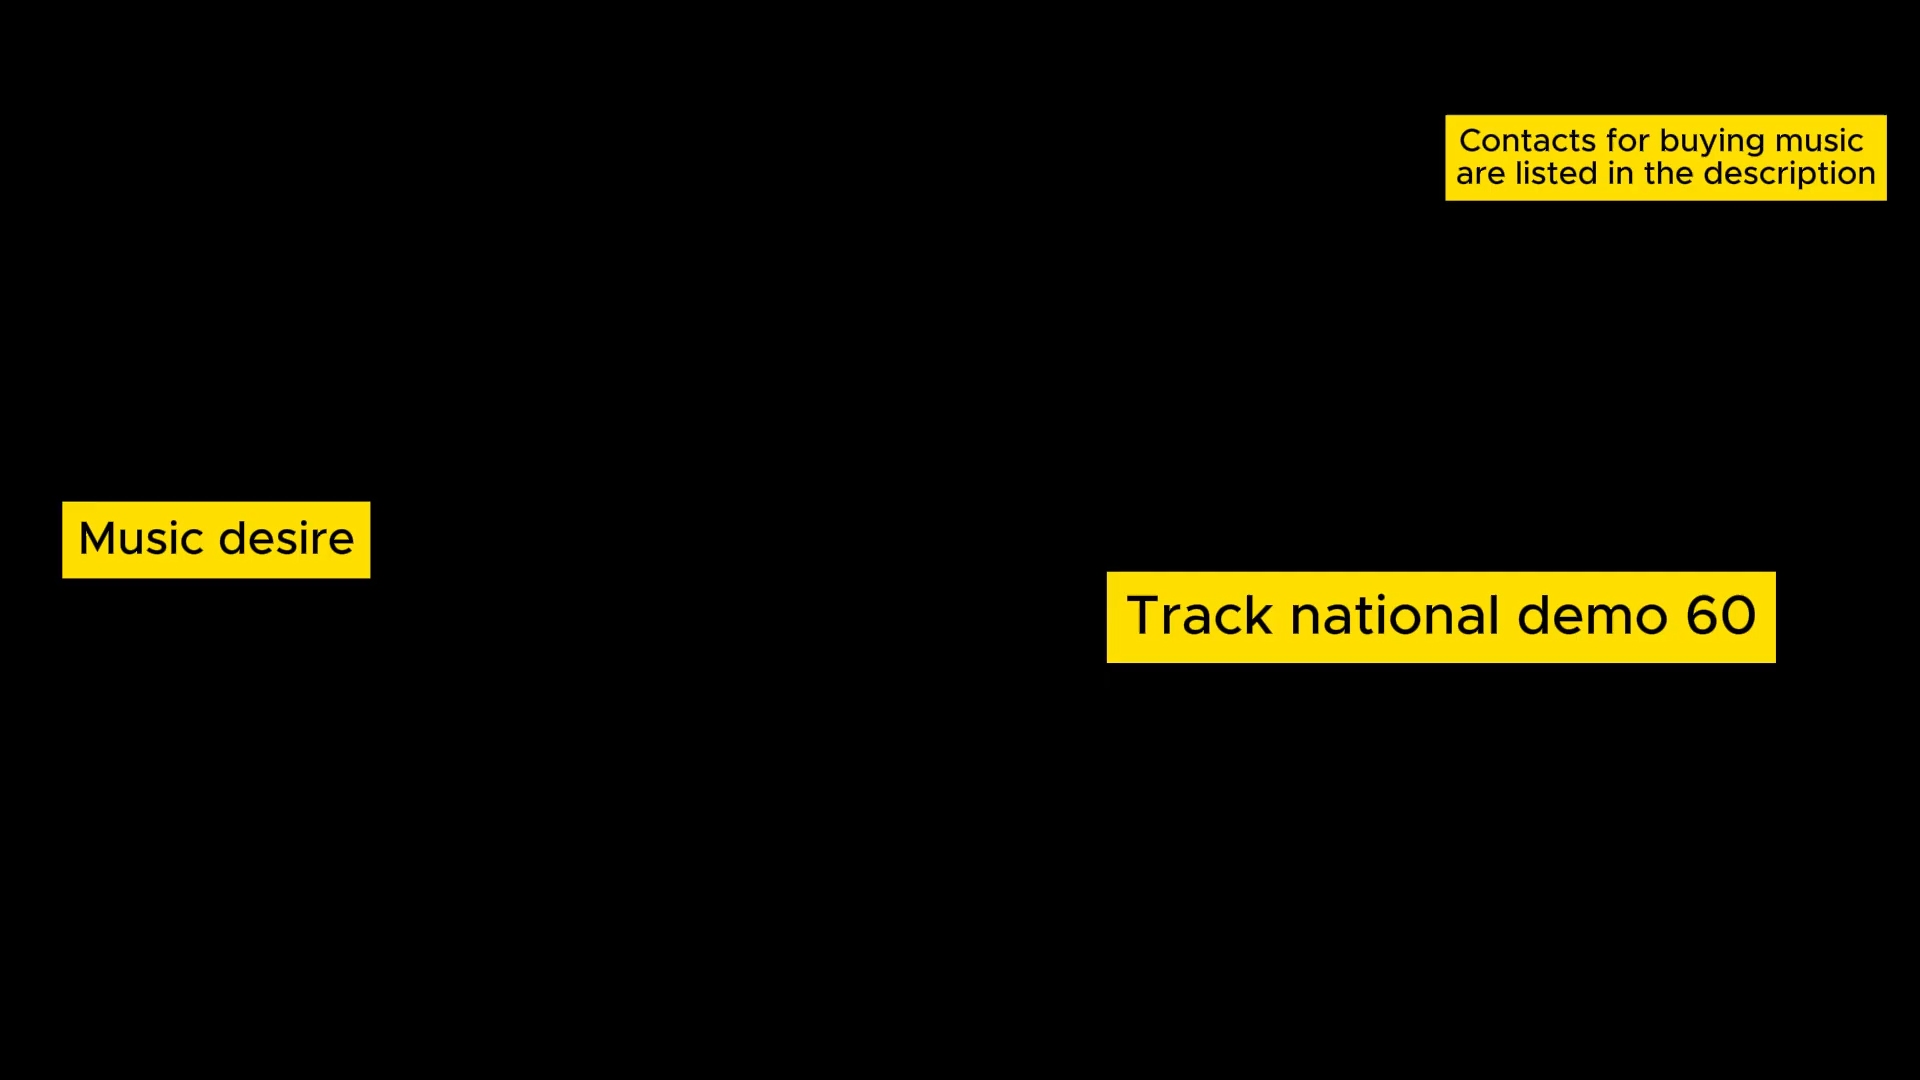 Contacts for buying music
are listed in the description
Music desire
Track national demo 60